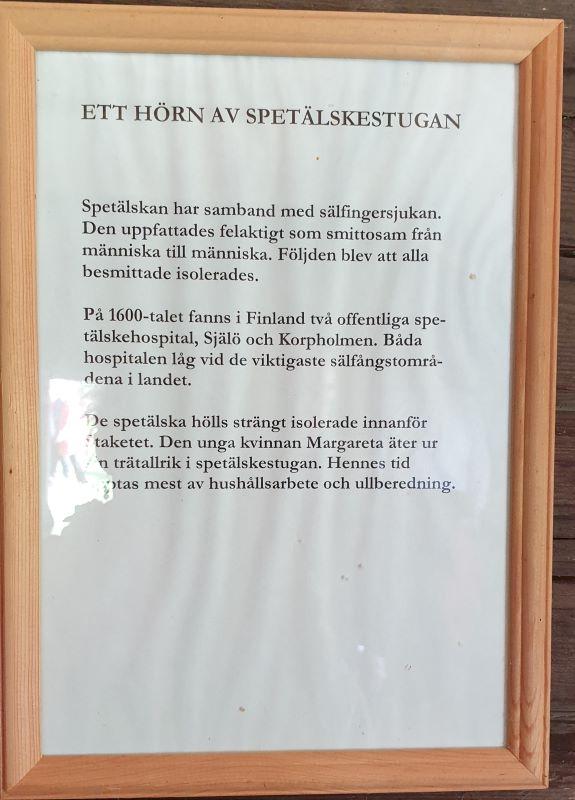 ETT HÖRN AV SPETÄLSKESTUGAN
Spetälskan har samband med sälfingersjukan.
Den uppfattades felaktigt som smittosam från
människa till människa. Följden blev att alla
besmittade isolerades.
På 1600-talet fanns i Finland två offentliga spe-
tälskehospital, Själö och Korpholmen. Båda
hospitalen låg vid de viktigaste sälfångstområ-
dena i landet.
De spetälska hölls strängt isolerade innanför
staketet. Den unga kvinnan Margareta äter ur
en trätallrik i spetälskestugan. Hennes tid
mest av hushållsarbete och ullberedning.